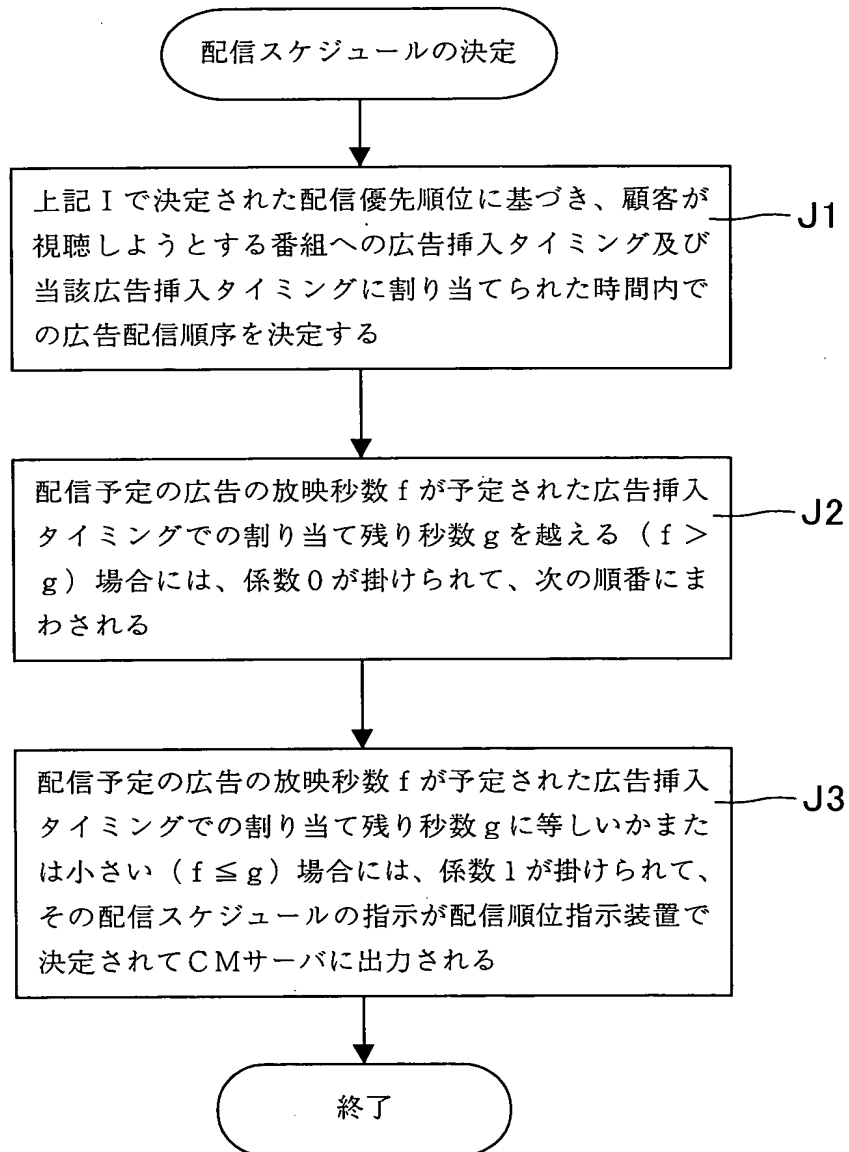 配信スケジュールの決定
上記Ｉで決定された配信優先順位に基づき、顧客が
視聴しようとする番組への広告挿入タイミング及び
当該広告挿入タイミングに割り当てられた時間内で
の広告配信順序を決定する
J1
配信予定の広告の放映秒数ｆが予定された広告挿入
タイミングでの割り当て残り秒数ｇを越える（ｆ＞
ｇ）場合には、係数０が掛けられて、次の順番にま
わされる
J2
配信予定の広告の放映秒数ｆが予定された広告挿入
タイミングでの割り当て残り秒数ｇに等しいかまた
は小さい（ｆ≦ｇ）場合には、係数１が掛けられて、
その配信スケジュールの指示が配信順位指示装置で
決定されてＣＭサーバに出力される
J3
終了